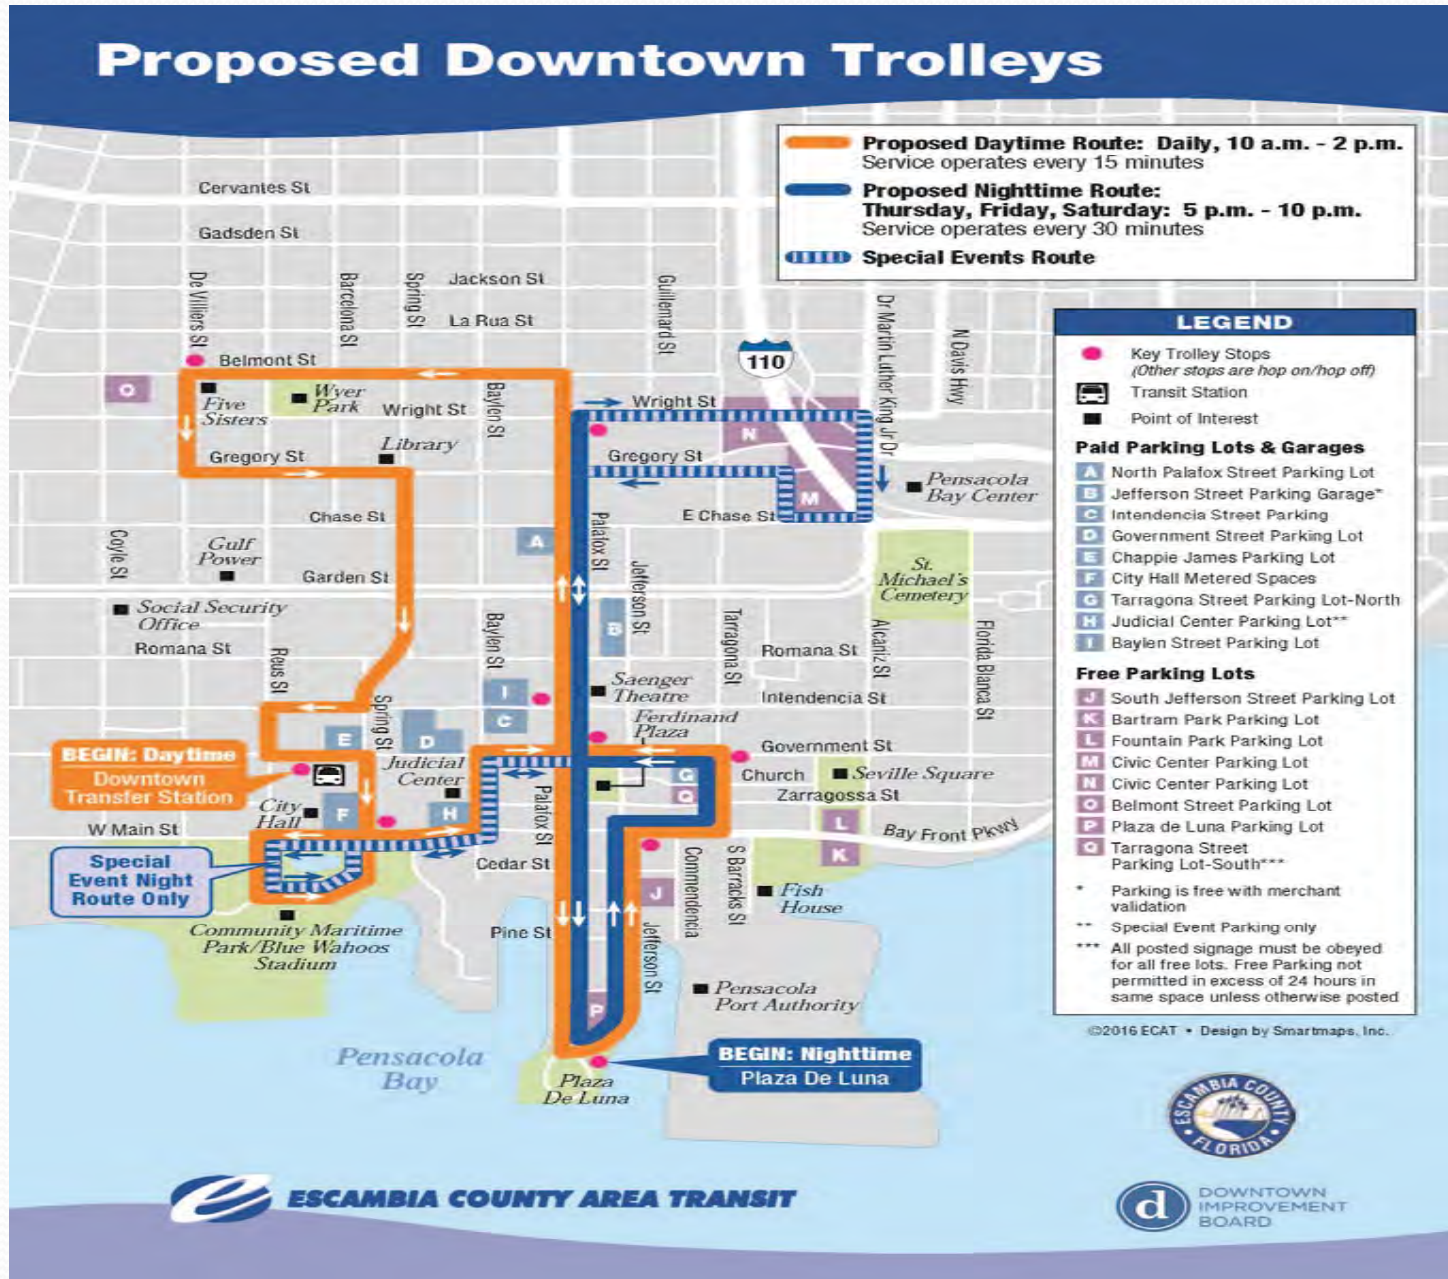 Proposed Downtown Trolleys
Proposed Daytime Route: Daily, 10 a.m. - 2 p.m.
Service operates every 15 minutes
Proposed Nighttime Route:
Thursday, Friday, Saturday: 5 p.m. - 10 p.m.
Service operates every 30 minutes
Special Events Route
Cervantes St
Gadsden St
De Villiers St
Barcelona St
Spring St
Jackson St
La Rua St
Guillemard St
110
Dr Martin Luther King Jr Dr
N Davis Hwy
Belmont St
O
Five
Sisters
Wyer
Park
Wright St
Baylen St
Wright St
N
Library
Gregory St
Gregory St
M
Pensacola
Bay Center
Chase St
E Chase St
Coyle St
Gulf
Power
A
Palafox St
Garden St
Jefferson St
St.
Michael's
Cemetery
Social Security
Office
B
Baylen St
Tarragona St
Alcaniz St
Florida Blanca St
Romana St
Romana St
Reus St
Saenger
Theatre
I
Intendencia St
Spring St
C
Ferdinand
Plaza
E
D
Government St
BEGIN: Daytime
Downtown
Transfer Station
Judicial
Center
G
Church
Seville Square
Q
Zarragossa St
City
Hall
F
H
Palafox St
W Main St
L
Bay Front Pkwy
K
Special
Event Night
Route Only
Cedar St
Commendencia
S Barracks St
J
Fish
House
Community Maritime
Park/Blue Wahoos
Stadium
Pine St
Jefferson St
Pensacola
Port Authority
P
Pensacola
Bay
BEGIN: Nighttime
Plaza De Luna
Plaza
De Luna
LEGEND
Key Trolley Stops
(Other stops are hop on/hop off)
Transit Station
Point of Interest
Paid Parking Lots & Garages
A North Palafox Street Parking Lot
B Jefferson Street Parking Garage*
C Intendencia Street Parking
D Government Street Parking Lot
E Chappie James Parking Lot
F City Hall Metered Spaces
G Tarragona Street Parking Lot-North
H Judicial Center Parking Lot**
I Baylen Street Parking Lot
Free Parking Lots
J South Jefferson Street Parking Lot
K Bartram Park Parking Lot
L Fountain Park Parking Lot
M Civic Center Parking Lot
N Civic Center Parking Lot
O Belmont Street Parking Lot
P Plaza de Luna Parking Lot
Q Tarragona Street
Parking Lot-South***
* Parking is free with merchant
validation
** Special Event Parking only
*** All posted signage must be obeyed
for all free lots. Free Parking not
permitted in excess of 24 hours in
same space unless otherwise posted
©2016 ECAT • Design by Smartmaps, Inc.
ESCAMBIA COUNTY
FLORIDA
e ESCAMBIA COUNTY AREA TRANSIT
d DOWNTOWN
IMPROVEMENT
BOARD